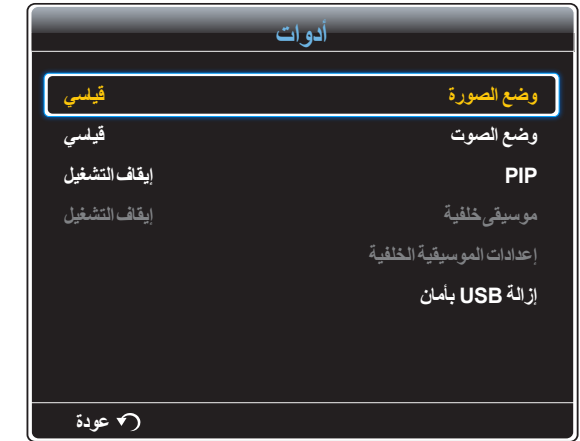 أدوات
وضع الصورة قياسي
وضع الصوت قياسي
PIP إيقاف التشغيل
موسيقى خلفية إيقاف التشغيل
إعدادات الموسيقية الخلفية
إزالة USB بأمان
عودة